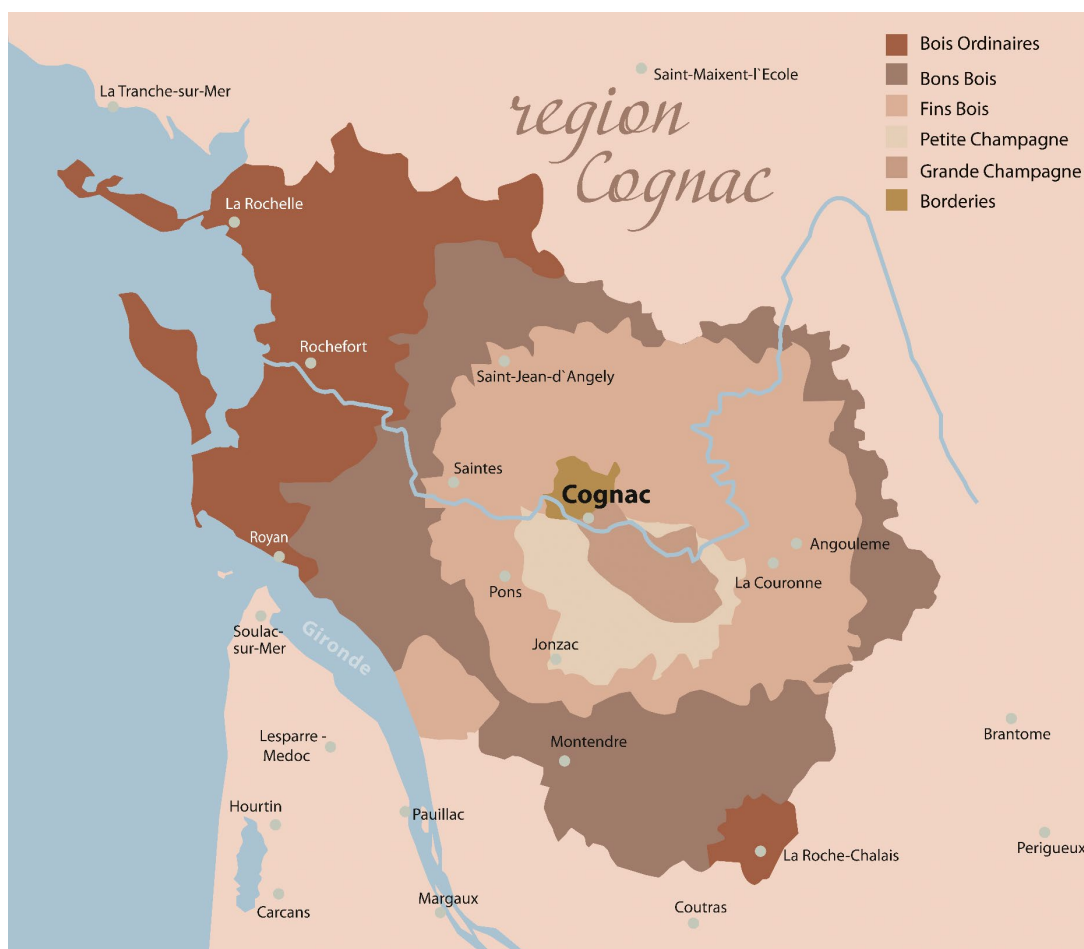 Bois Ordinaires
Bons Bois
Fins Bois
Petite Champagne
Grande Champagne
Borderies
region
Cognac
Saint-Maixent-l`Ecole
La Tranche-sur-Mer
La Rochelle
Rochefort
Saint-Jean-d`Angely
Saintes
Cognac
Royan
Angouleme
La Couronne
Pons
Soulac-
sur-Mer
Gironde
Jonzac
Lesparre -
Medoc
Montendre
Brantome
Hourtin
Pauillac
Perigueux
La Roche-Chalais
Carcans
Margaux
Coutras